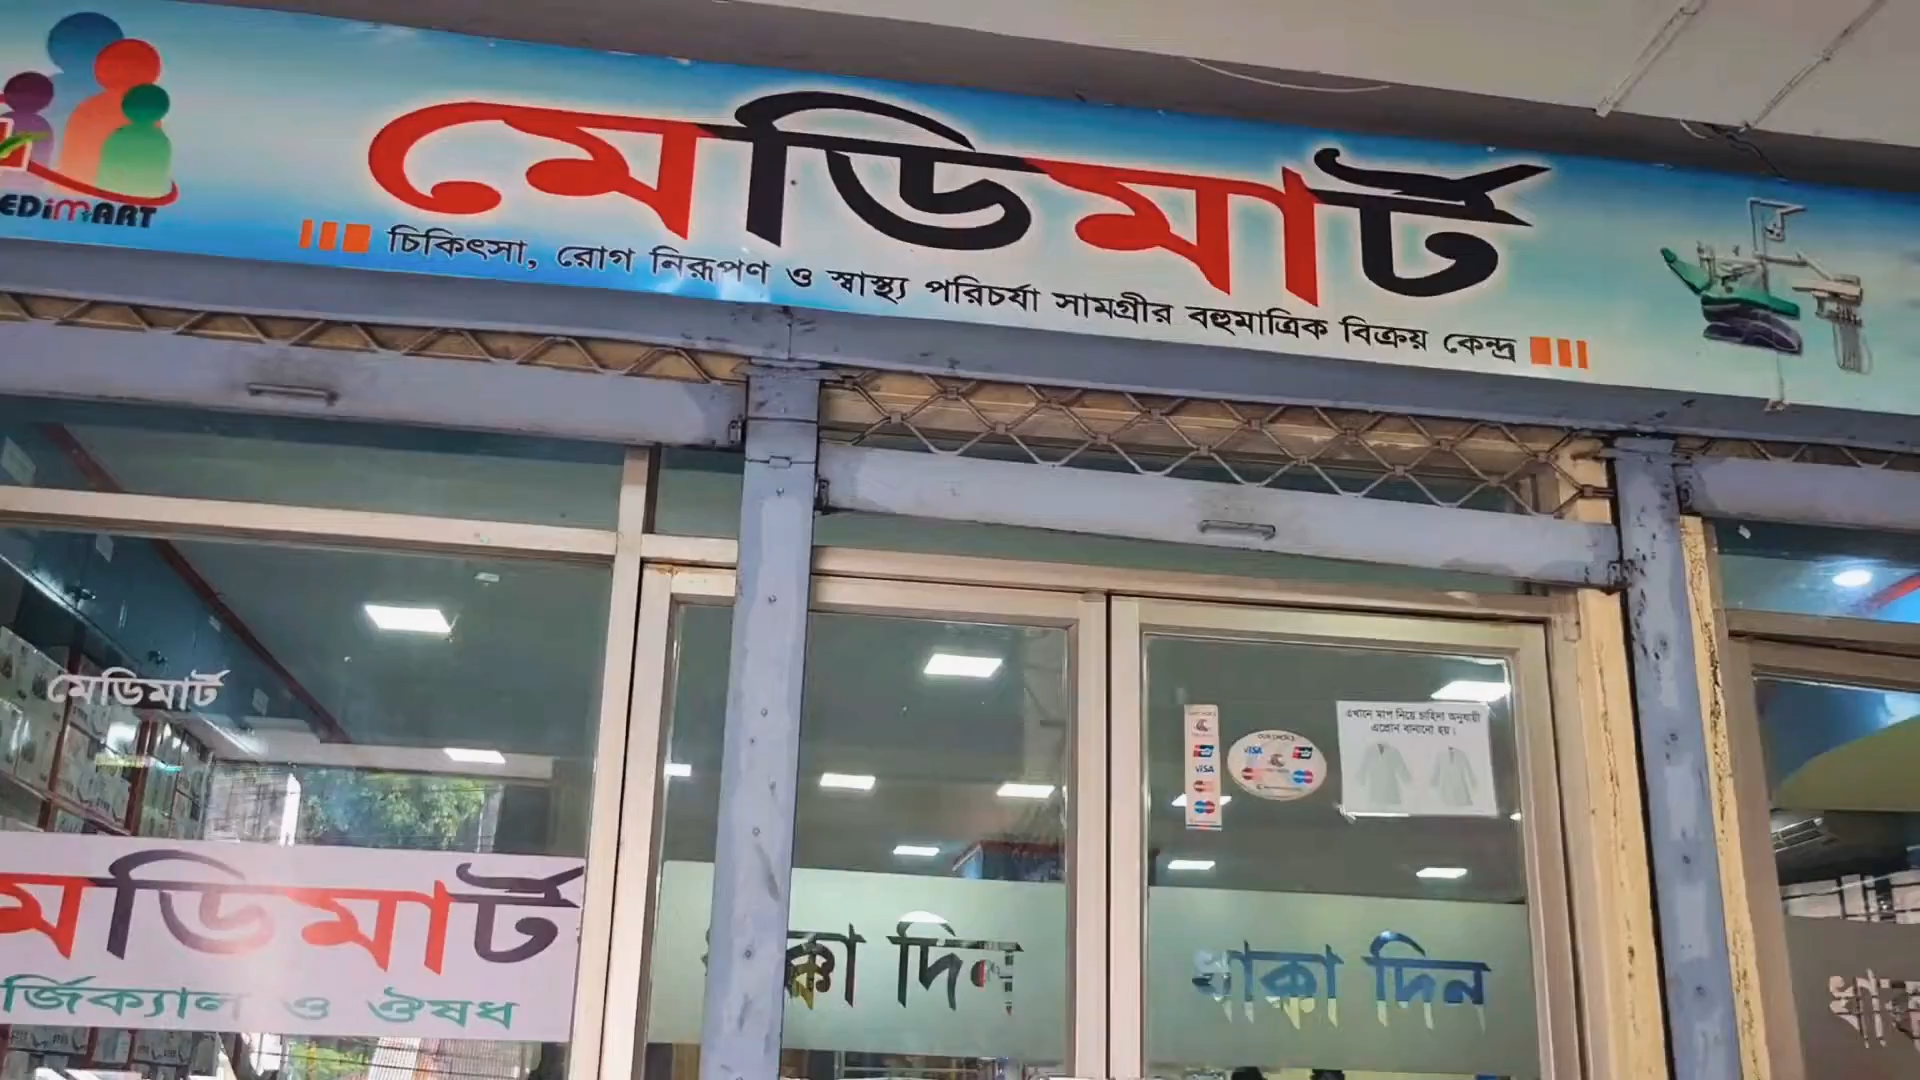 মেডিমার্ট
EDiMART
চিকিৎসা, রোগ নিরূপণ ও স্বাস্থ্য পরিচর্যা সামগ্রীর বহুমাত্রিক বিক্রয় কেন্দ্র
মেডিমার্ট
এখানে মাপ নিয়ে চাহিদা অনুযায়ী
এপ্রোন বানানো হয়।
VISA
VISA
মেডিমার্ট
র্জিক্যাল ও ঔষধ
ধাক্কা দিন
ধাক্কা দিন